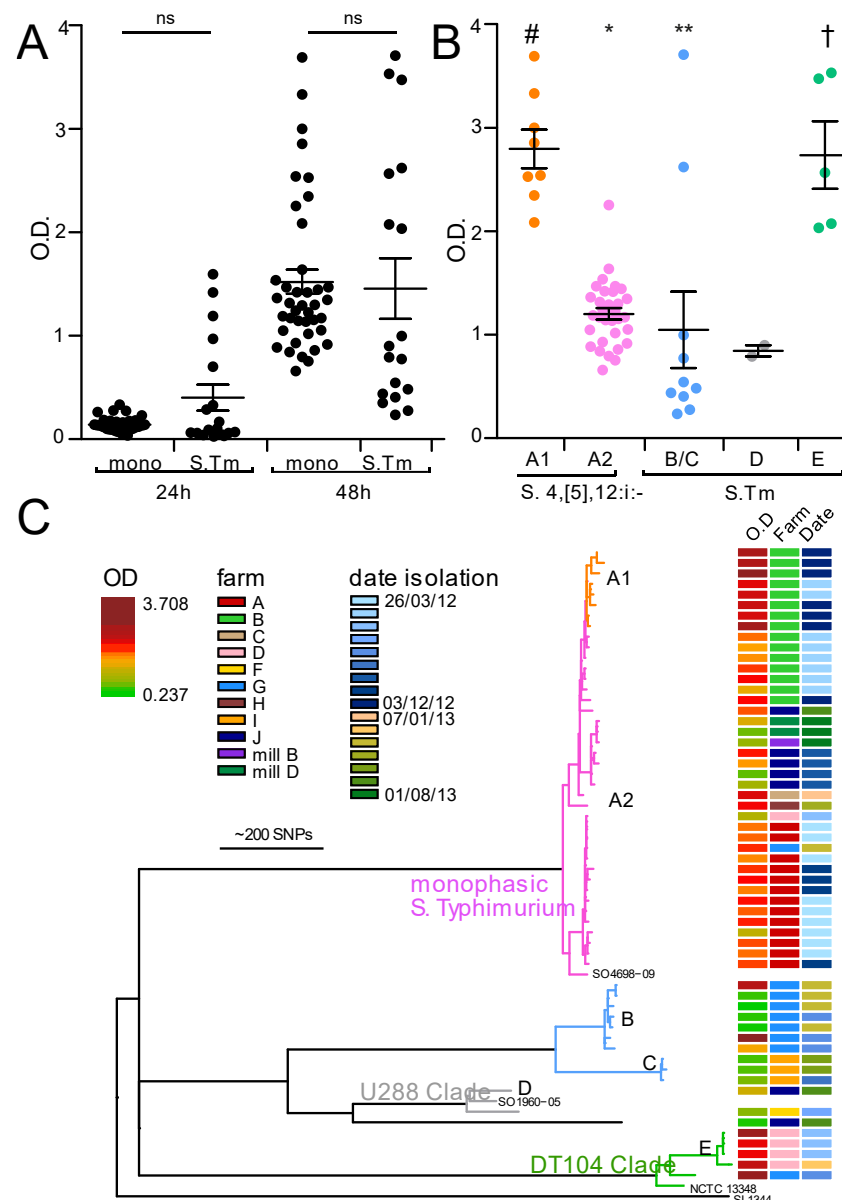 A
ns
ns
O.D.
4
3
2
1
0
mono S.Tm mono S.Tm
24h 48h
B
# * ** †
O.D.
4
3
2
1
0
A1 A2 B/C D E
S. 4,[5],12:i:- S.Tm
C
O.D Farm Date
OD
3.708
0.237
farm
A
B
C
D
F
G
H
I
J
mill B
mill D
date isolation
26/03/12
03/12/12
07/01/13
01/08/13
A1
A2
~200 SNPs
monophasic
S. Typhimurium
SO4698-09
B
C
U288 Clade
D
SO1960-05
E
DT104 Clade
NCTC 13348
SL1344